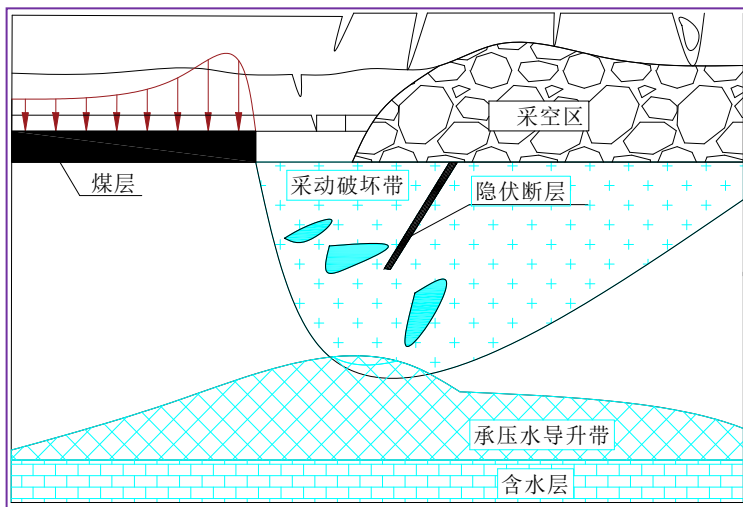 采空区
煤层
采动破坏带
隐伏断层
承压水导升带
含水层